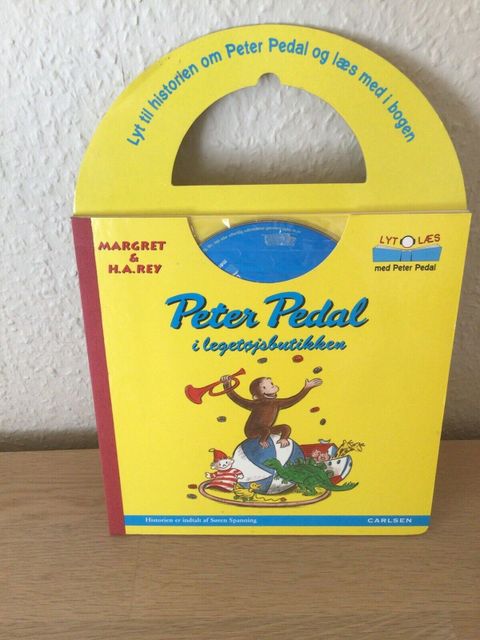 Lyt til historien om Peter Pedal og læs med i bogen
MARGRET
&
H.A.REY
LYT OG LÆS
med Peter Pedal
Peter Pedal
i legetøjsbutikken
Historien er indtalt af Søren Spanning
CARLSEN